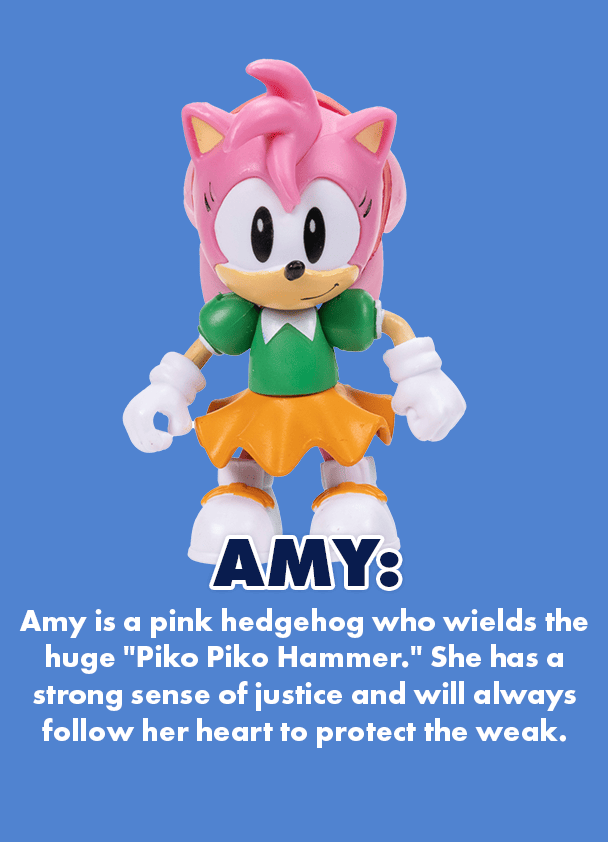 AMY:
Amy is a pink hedgehog who wields the
huge "Piko Piko Hammer." She has a
strong sense of justice and will always
follow her heart to protect the weak.